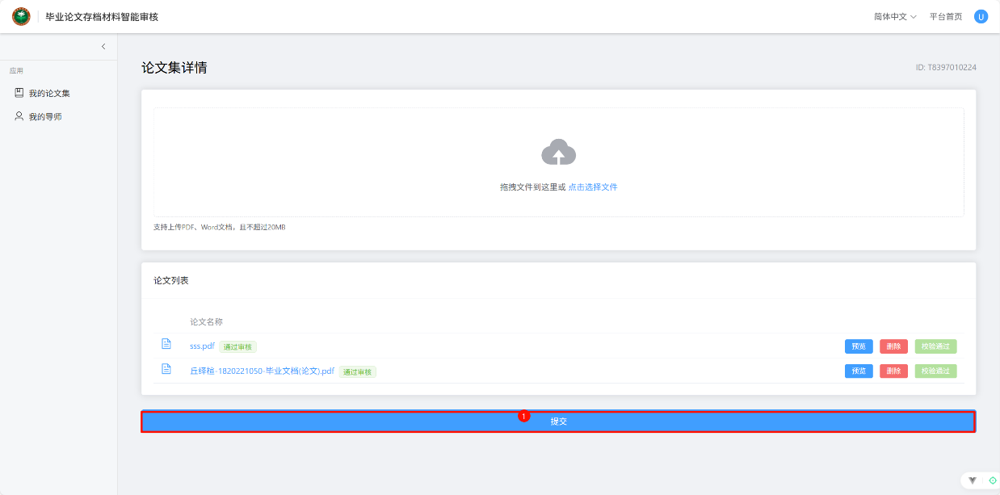 毕业论文存档材料智能审核
简体中文 平台首页 U
应用
我的论文集
我的导师
论文集详情
ID: T8397010224
拖拽文件到这里或 点击选择文件
支持上传PDF、Word文档，且不超过20MB
论文列表
论文名称
sss.pdf 通过审核 预览 删除 校验通过
丘绎楦-1820221050-毕业文档(论文).pdf 通过审核 预览 删除 校验通过
1
提交